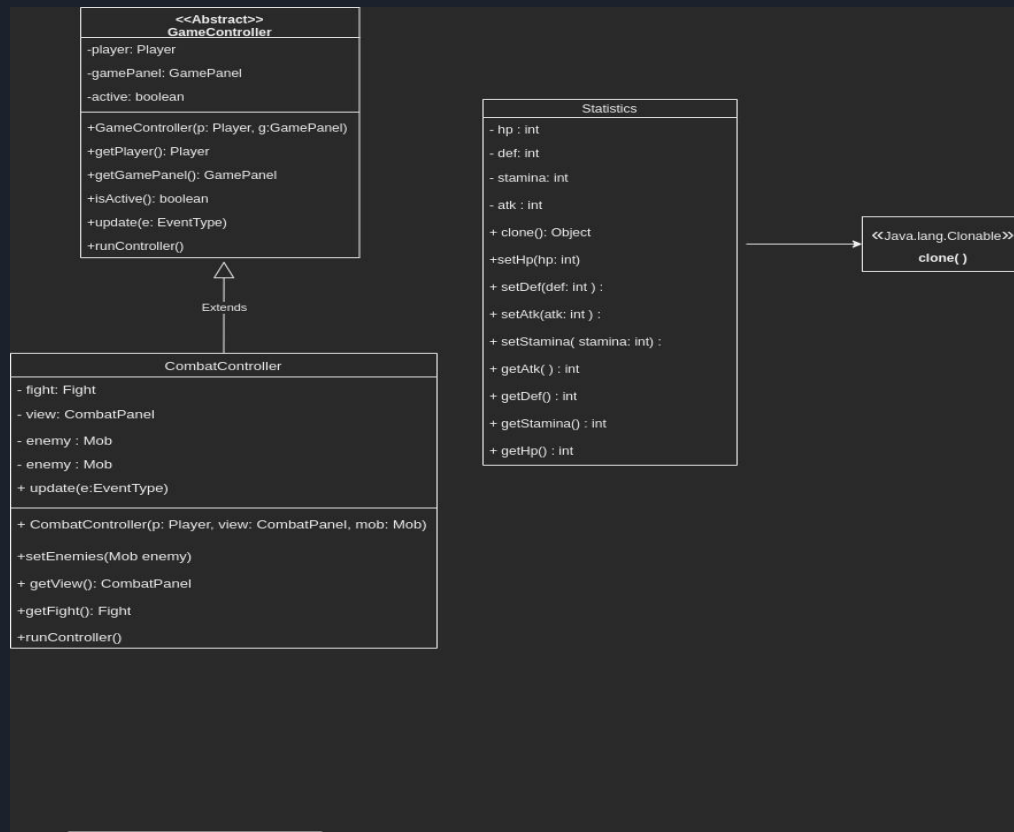 <<Abstract>>
GameController
-player: Player
-gamePanel: GamePanel
-active: boolean
+GameController(p: Player, g:GamePanel)
+getPlayer(): Player
+getGamePanel(): GamePanel
+isActive(): boolean
+update(e: EventType)
+runController()
Extends
CombatController
- fight: Fight
- view: CombatPanel
- enemy : Mob
- enemy : Mob
+ update(e:EventType)
+ CombatController(p: Player, view: CombatPanel, mob: Mob)
+setEnemies(Mob enemy)
+ getView(): CombatPanel
+getFight(): Fight
+runController()
Statistics
- hp : int
- def: int
- stamina: int
- atk : int
+ clone(): Object
+setHp(hp: int)
+ setDef(def: int ) :
+ setAtk(atk: int ) :
+ setStamina( stamina: int) :
+ getAtk( ) : int
+ getDef() : int
+ getStamina() : int
+ getHp() : int
«Java.lang.Clonable»
clone( )